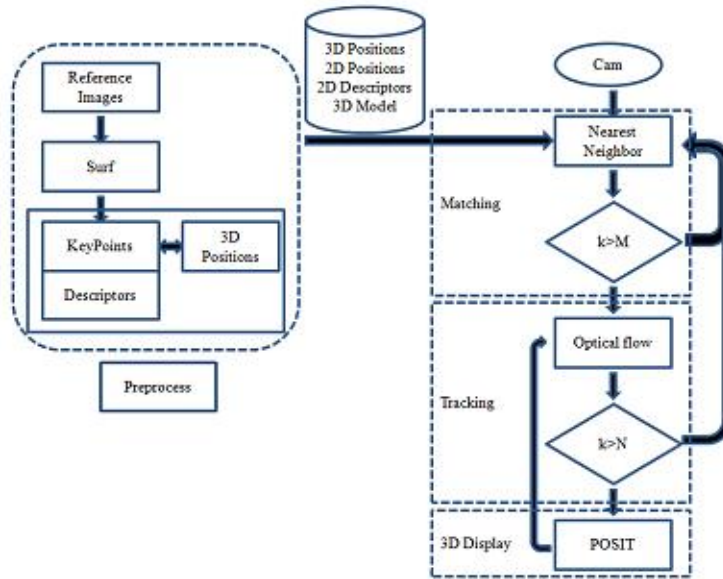 Reference
Images
Surf
KeyPoints
3D
Positions
Descriptors
Preprocess
3D Positions
2D Positions
2D Descriptors
3D Model
Cam
Nearest
Neighbor
Matching
k>M
Optical flow
Tracking
k>N
3D Display
POSIT